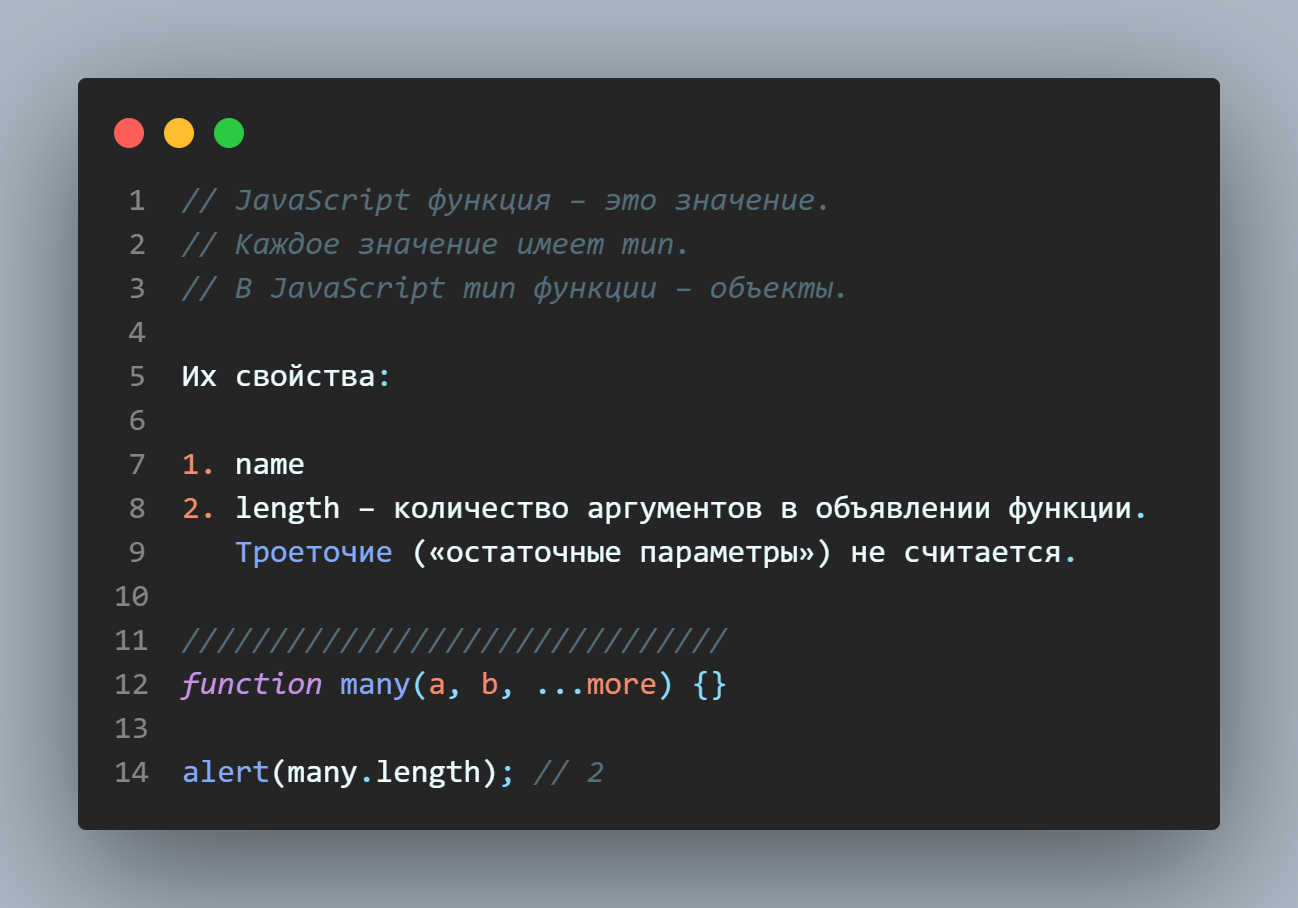 1 // JavaScript функция – это значение.
2 // Каждое значение имеет тип.
3 // В JavaScript тип функции – объекты.
4
5 Их свойства:
6
7 1. name
8 2. length – количество аргументов в объявлении функции.
9 Троеточие («остаточные параметры») не считается.
10
11 ///////////////////////////////
12 function many(a, b, ...more) {}
13
14 alert(many.length); // 2